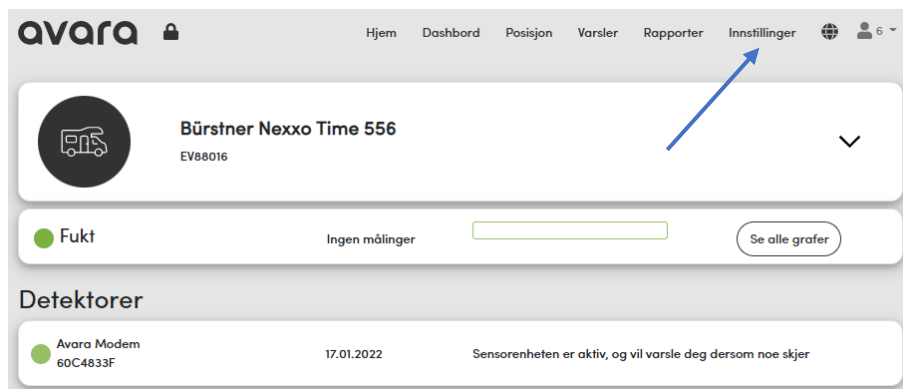 avara
Hjem Dashbord Posisjon Varsler Rapporter Innstillinger 6
Bürstner Nexxo Time 556
EV88016
Fukt Ingen målinger Se alle grafer
Detektorer
Avara Modem
60C4833F
17.01.2022 Sensorenheten er aktiv, og vil varsle deg dersom noe skjer